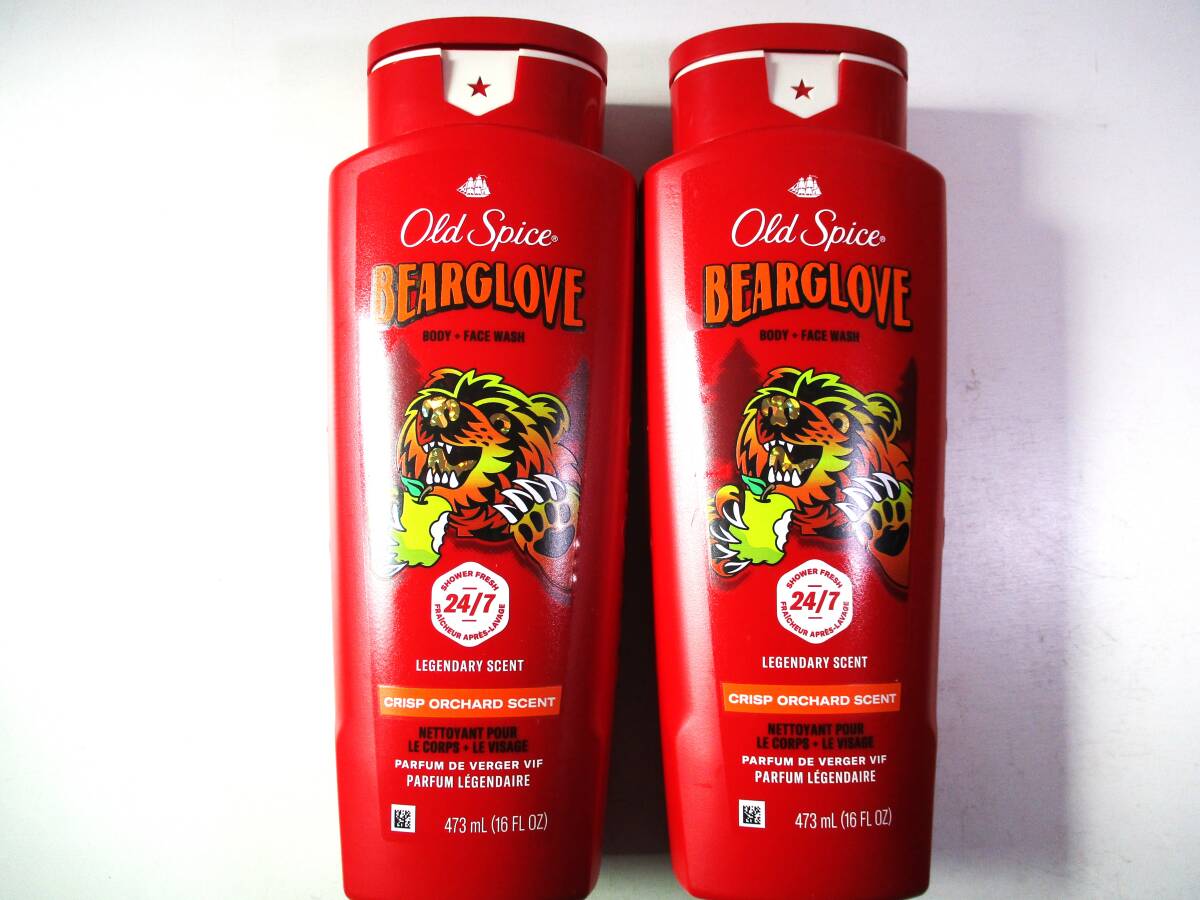 Old Spice®
BEARGLOVE
BODY + FACE WASH
SHOWER FRESH
24/7
FRAÎCHEUR APRÈS-LAVAGE
LEGENDARY SCENT
CRISP ORCHARD SCENT
NETTOYANT POUR
LE CORPS + LE VISAGE
PARFUM DE VERGER VIF
PARFUM LÉGENDAIRE
473 mL (16 FL OZ)
Old Spice®
BEARGLOVE
BODY + FACE WASH
SHOWER FRESH
24/7
FRAÎCHEUR APRÈS-LAVAGE
LEGENDARY SCENT
CRISP ORCHARD SCENT
NETTOYANT POUR
LE CORPS + LE VISAGE
PARFUM DE VERGER VIF
PARFUM LÉGENDAIRE
473 mL (16 FL OZ)